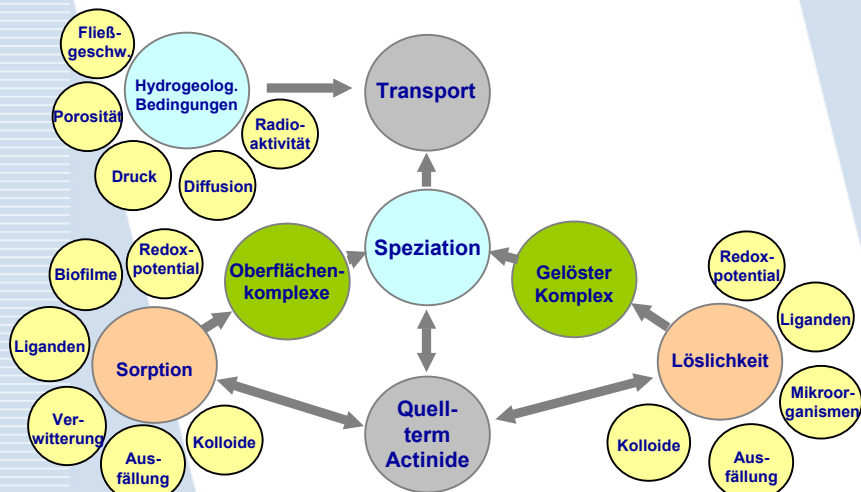 Fließ-
geschw.
Hydrogeolog.
Bedingungen
Transport
Porosität
Radio-
aktivität
Druck
Diffusion
Redox-
potential
Biofilme
Oberflächen-
komplexe
Speziation
Gelöster
Komplex
Redox-
potential
Liganden
Liganden
Sorption
Löslichkeit
Ver-
witterung
Kolloide
Aus-
fällung
Quell-
term
Actinide
Mikroor-
ganismen
Kolloide
Aus-
fällung